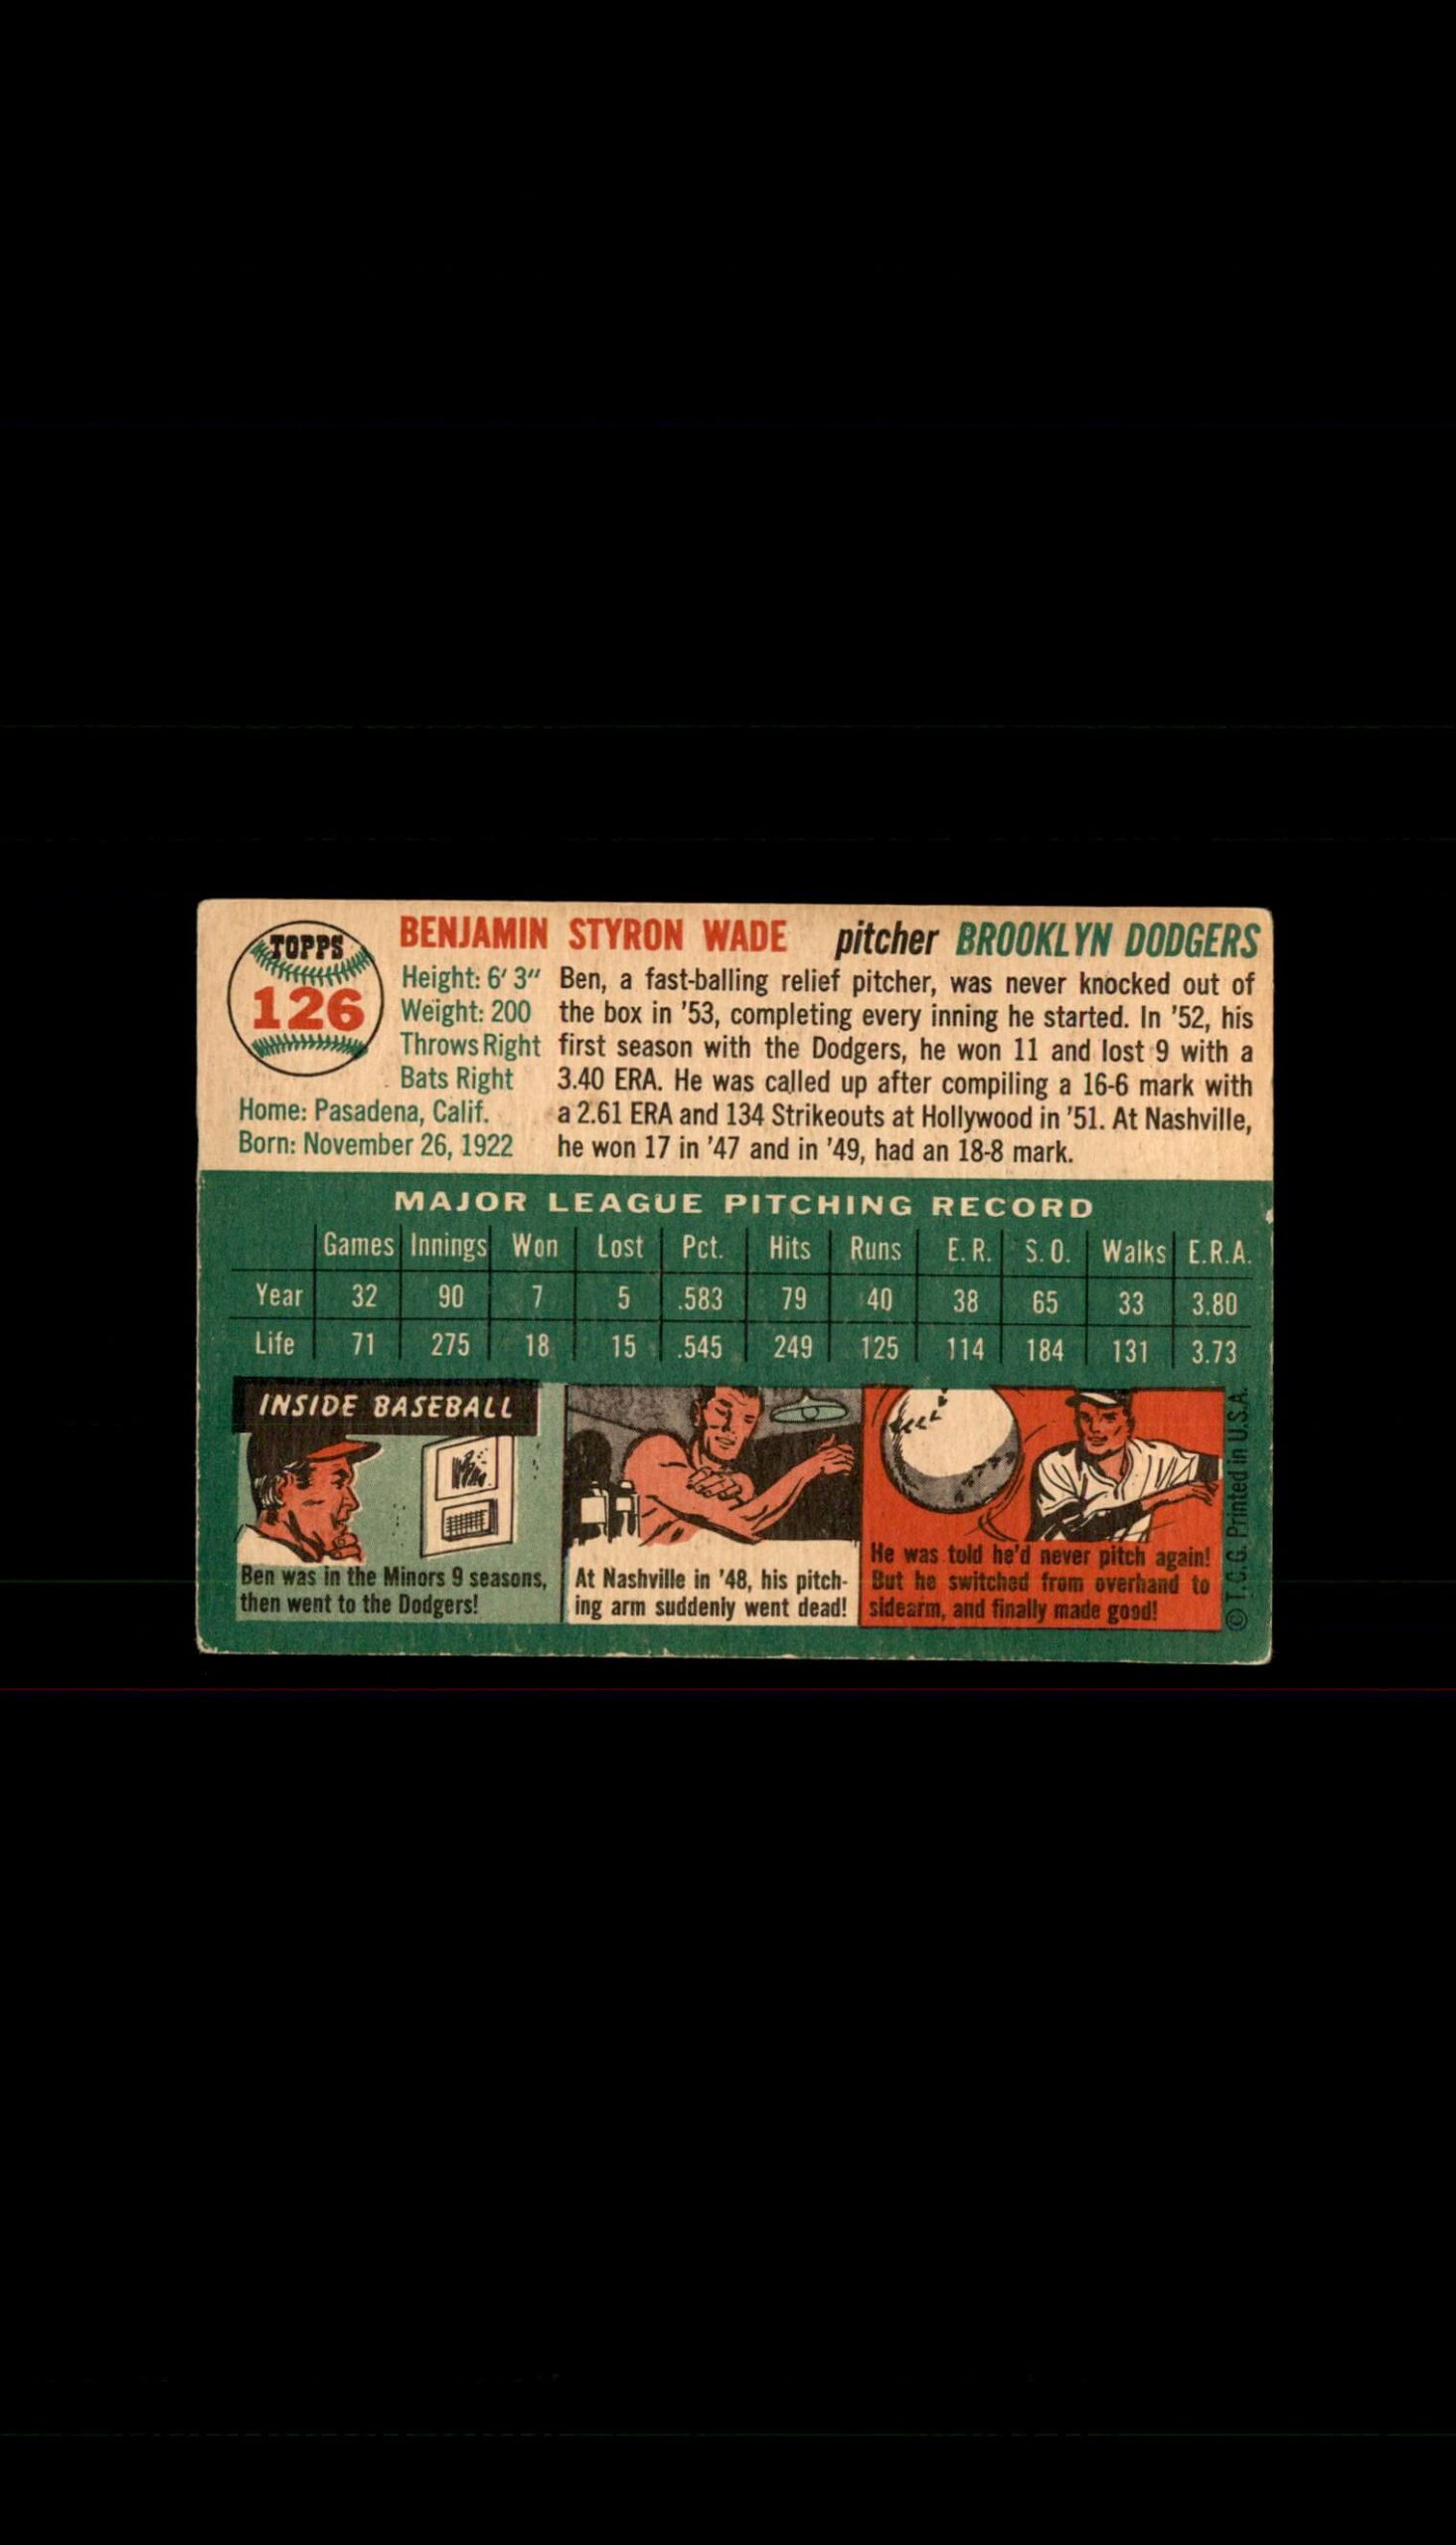 TOPPS
126
BENJAMIN STYRON WADE pitcher BROOKLYN DODGERS
Height: 6' 3"
Weight: 200
Throws Right
Bats Right
Home: Pasadena, Calif.
Born: November 26, 1922
Ben, a fast-balling relief pitcher, was never knocked out of
the box in '53, completing every inning he started. In '52, his
first season with the Dodgers, he won 11 and lost 9 with a
3.40 ERA. He was called up after compiling a 16-6 mark with
a 2.61 ERA and 134 Strikeouts at Hollywood in '51. At Nashville,
he won 17 in '47 and in '49, had an 18-8 mark.
MAJOR LEAGUE PITCHING RECORD
Games Innings Won Lost Pct. Hits Runs E. R. S. O. Walks E.R.A.
Year 32 90 7 5 .583 79 40 38 65 33 3.80
Life 71 275 18 15 .545 249 125 114 184 131 3.73
INSIDE BASEBALL
Ben was in the Minors 9 seasons,
then went to the Dodgers!
At Nashville in '48, his pitch-
ing arm suddenly went dead!
He was told he'd never pitch again!
But he switched from overhand to
sidearm, and finally made good!
© T.C.G. Printed in U.S.A.